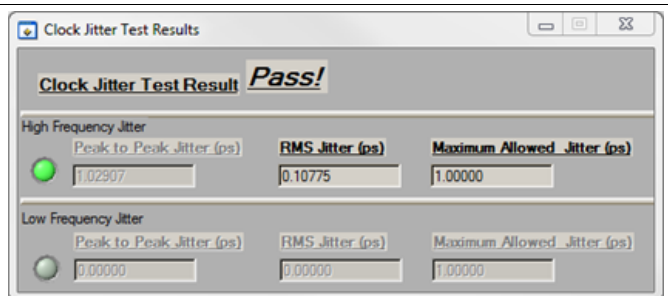 Clock Jitter Test Results
Clock Jitter Test Result Pass!
High Frequency Jitter
Peak to Peak Jitter (ps) RMS Jitter (ps) Maximum Allowed Jitter (ps)
1.02907 0.10775 1.00000
Low Frequency Jitter
Peak to Peak Jitter (ps) RMS Jitter (ps) Maximum Allowed Jitter (ps)
0.00000 0.00000 1.00000